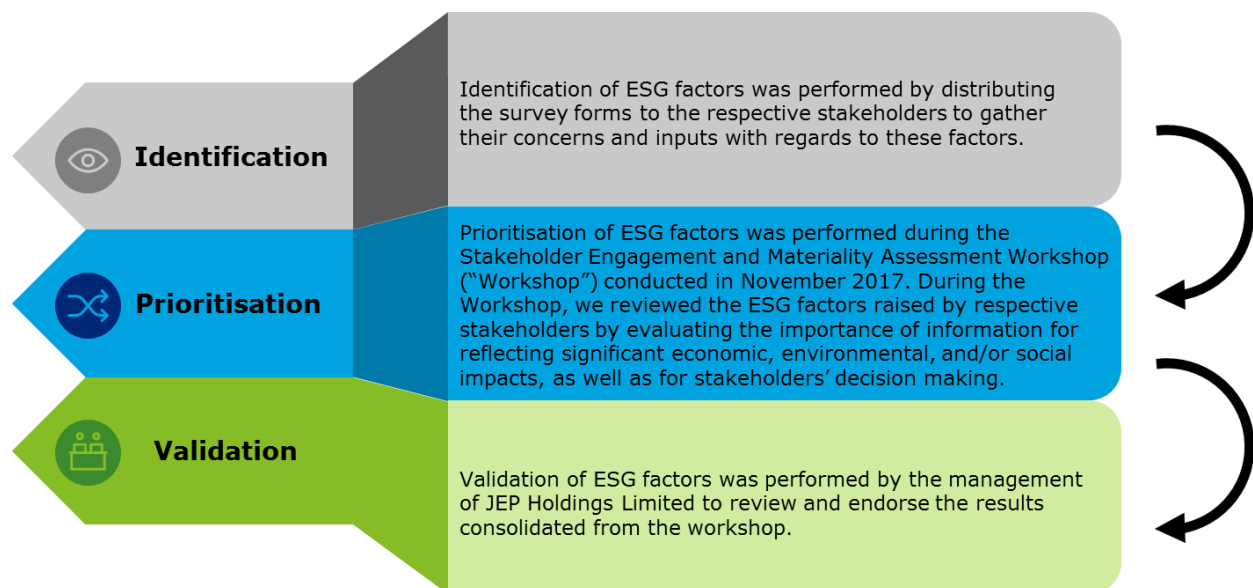 Identification
Identification of ESG factors was performed by distributing
the survey forms to the respective stakeholders to gather
their concerns and inputs with regards to these factors.
Prioritisation
Prioritisation of ESG factors was performed during the
Stakeholder Engagement and Materiality Assessment Workshop
(“Workshop”) conducted in November 2017. During the
Workshop, we reviewed the ESG factors raised by respective
stakeholders by evaluating the importance of information for
reflecting significant economic, environmental, and/or social
impacts, as well as for stakeholders’ decision making.
Validation
Validation of ESG factors was performed by the management
of JEP Holdings Limited to review and endorse the results
consolidated from the workshop.